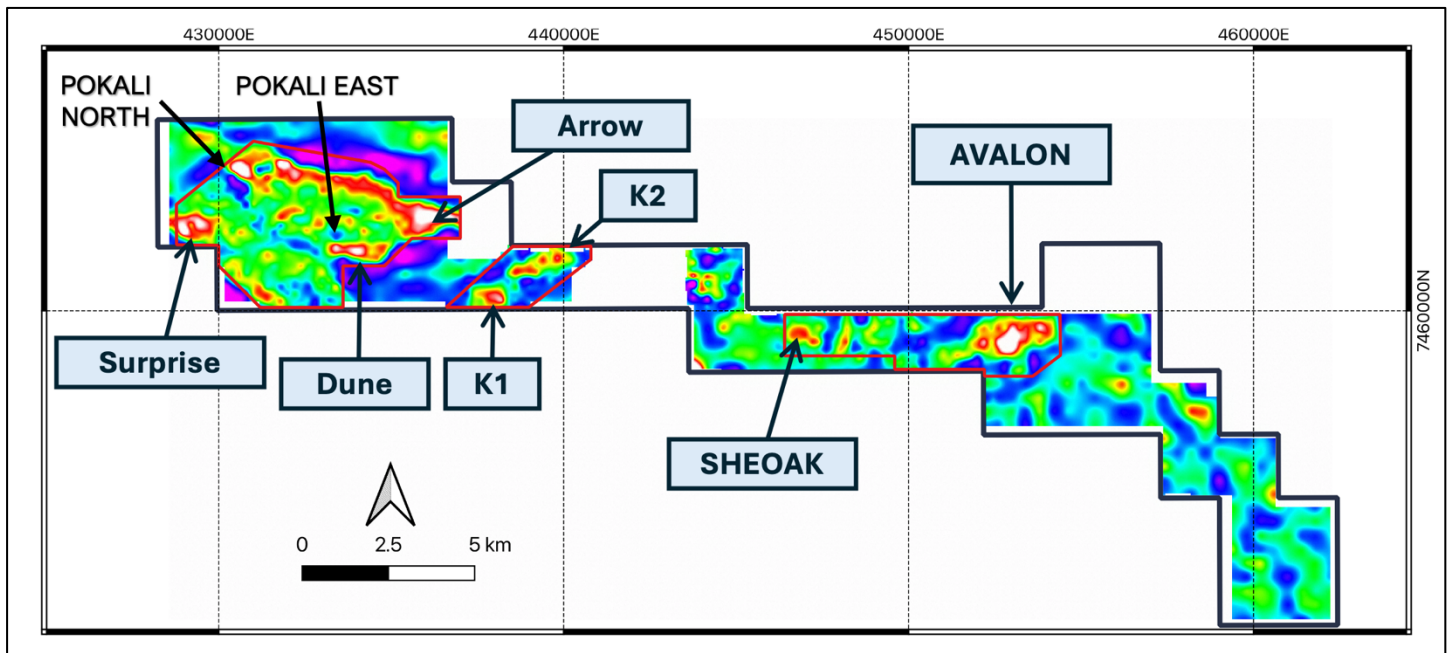 430000E
440000E
450000E
460000E
POKALI
NORTH
POKALI EAST
Arrow
K2
AVALON
7460000N
Surprise
Dune
K1
SHEOAK
0
2.5
5 km